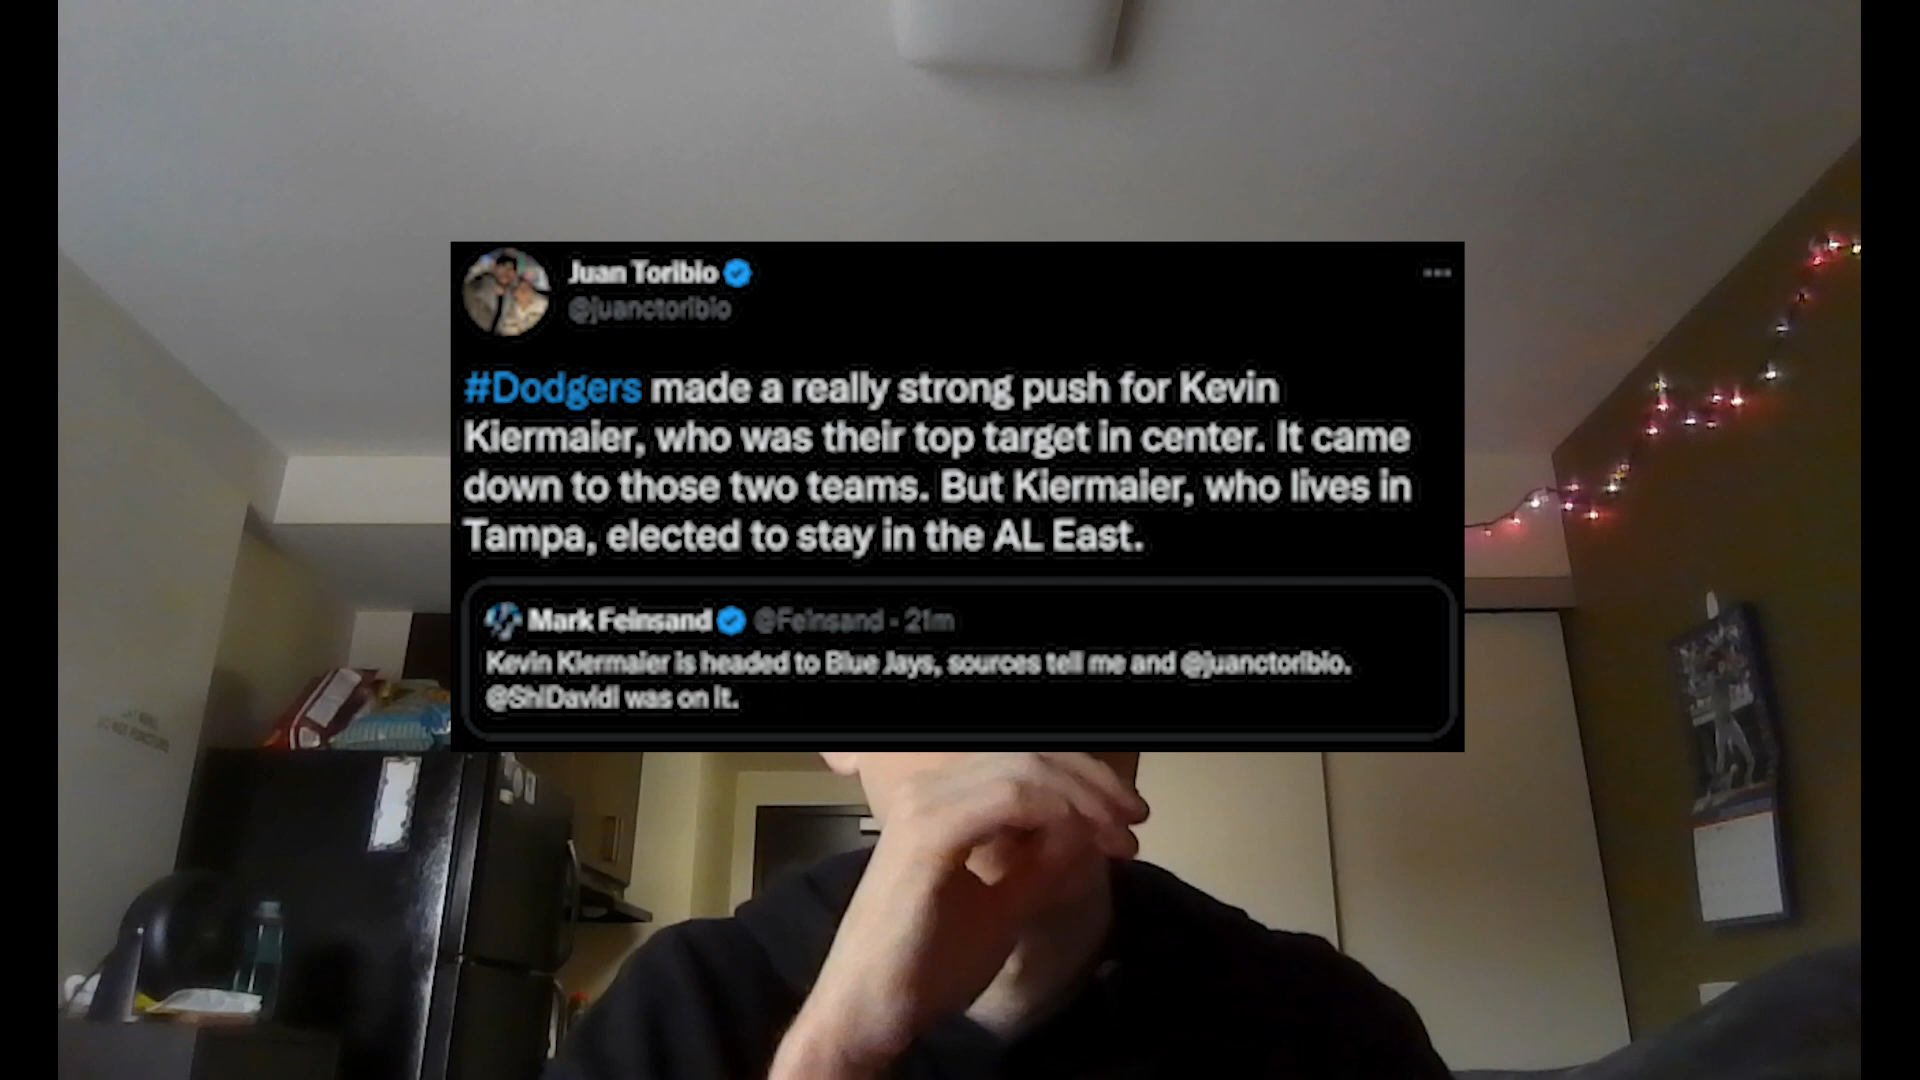 Juan Toribio
@juanctoribio
#Dodgers made a really strong push for Kevin
Kiermaier, who was their top target in center. It came
down to those two teams. But Kiermaier, who lives in
Tampa, elected to stay in the AL East.
Mark Feinsand @Feinsand · 21m
Kevin Kiermaier is headed to Blue Jays, sources tell me and @juanctoribio.
@ShiDavidi was on it.